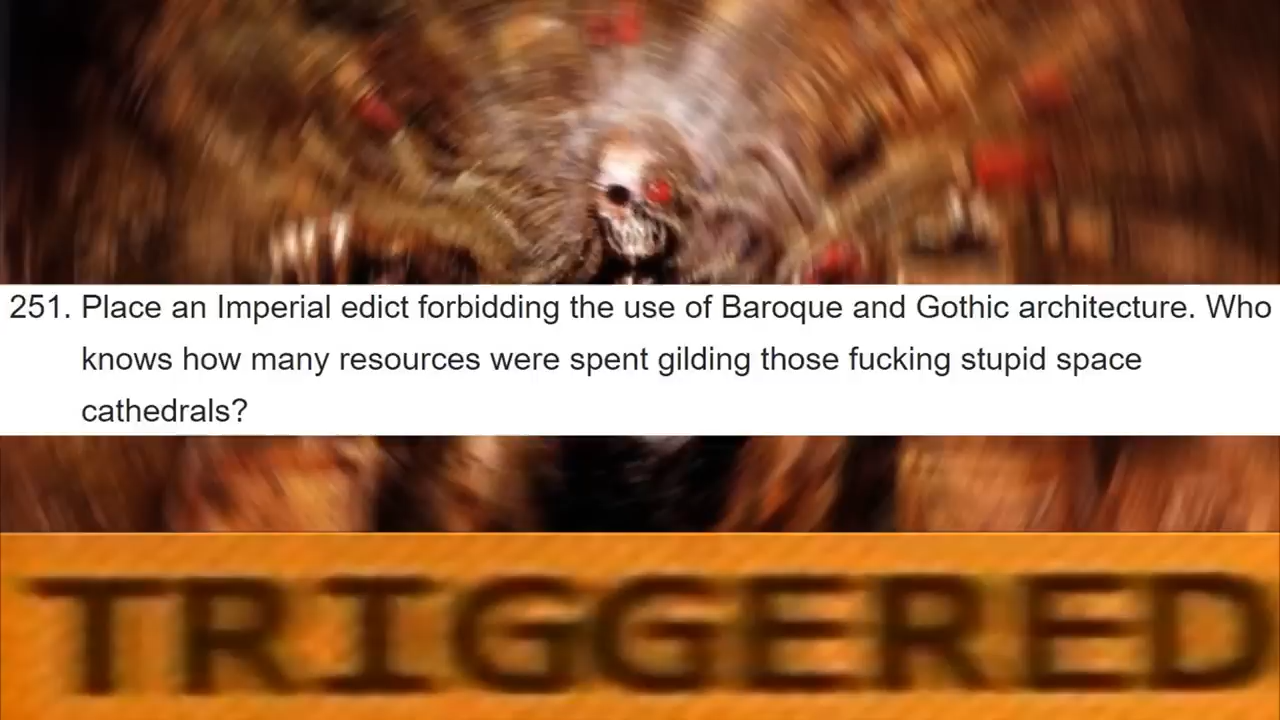 251. Place an Imperial edict forbidding the use of Baroque and Gothic architecture. Who
knows how many resources were spent gilding those fucking stupid space
cathedrals?
TRIGGERED